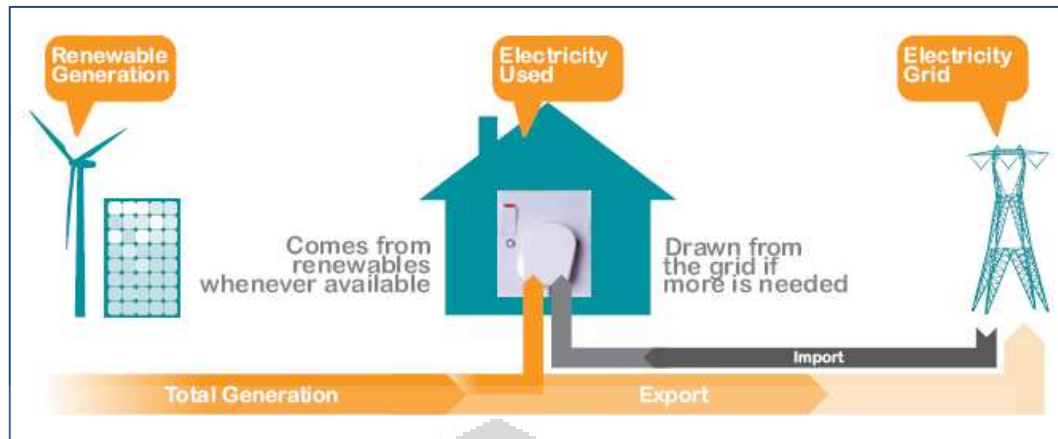 Renewable
Generation
Electricity
Used
Electricity
Grid
Comes from
renewables
whenever available
Drawn from
the grid if
more is needed
Import
Total Generation
Export